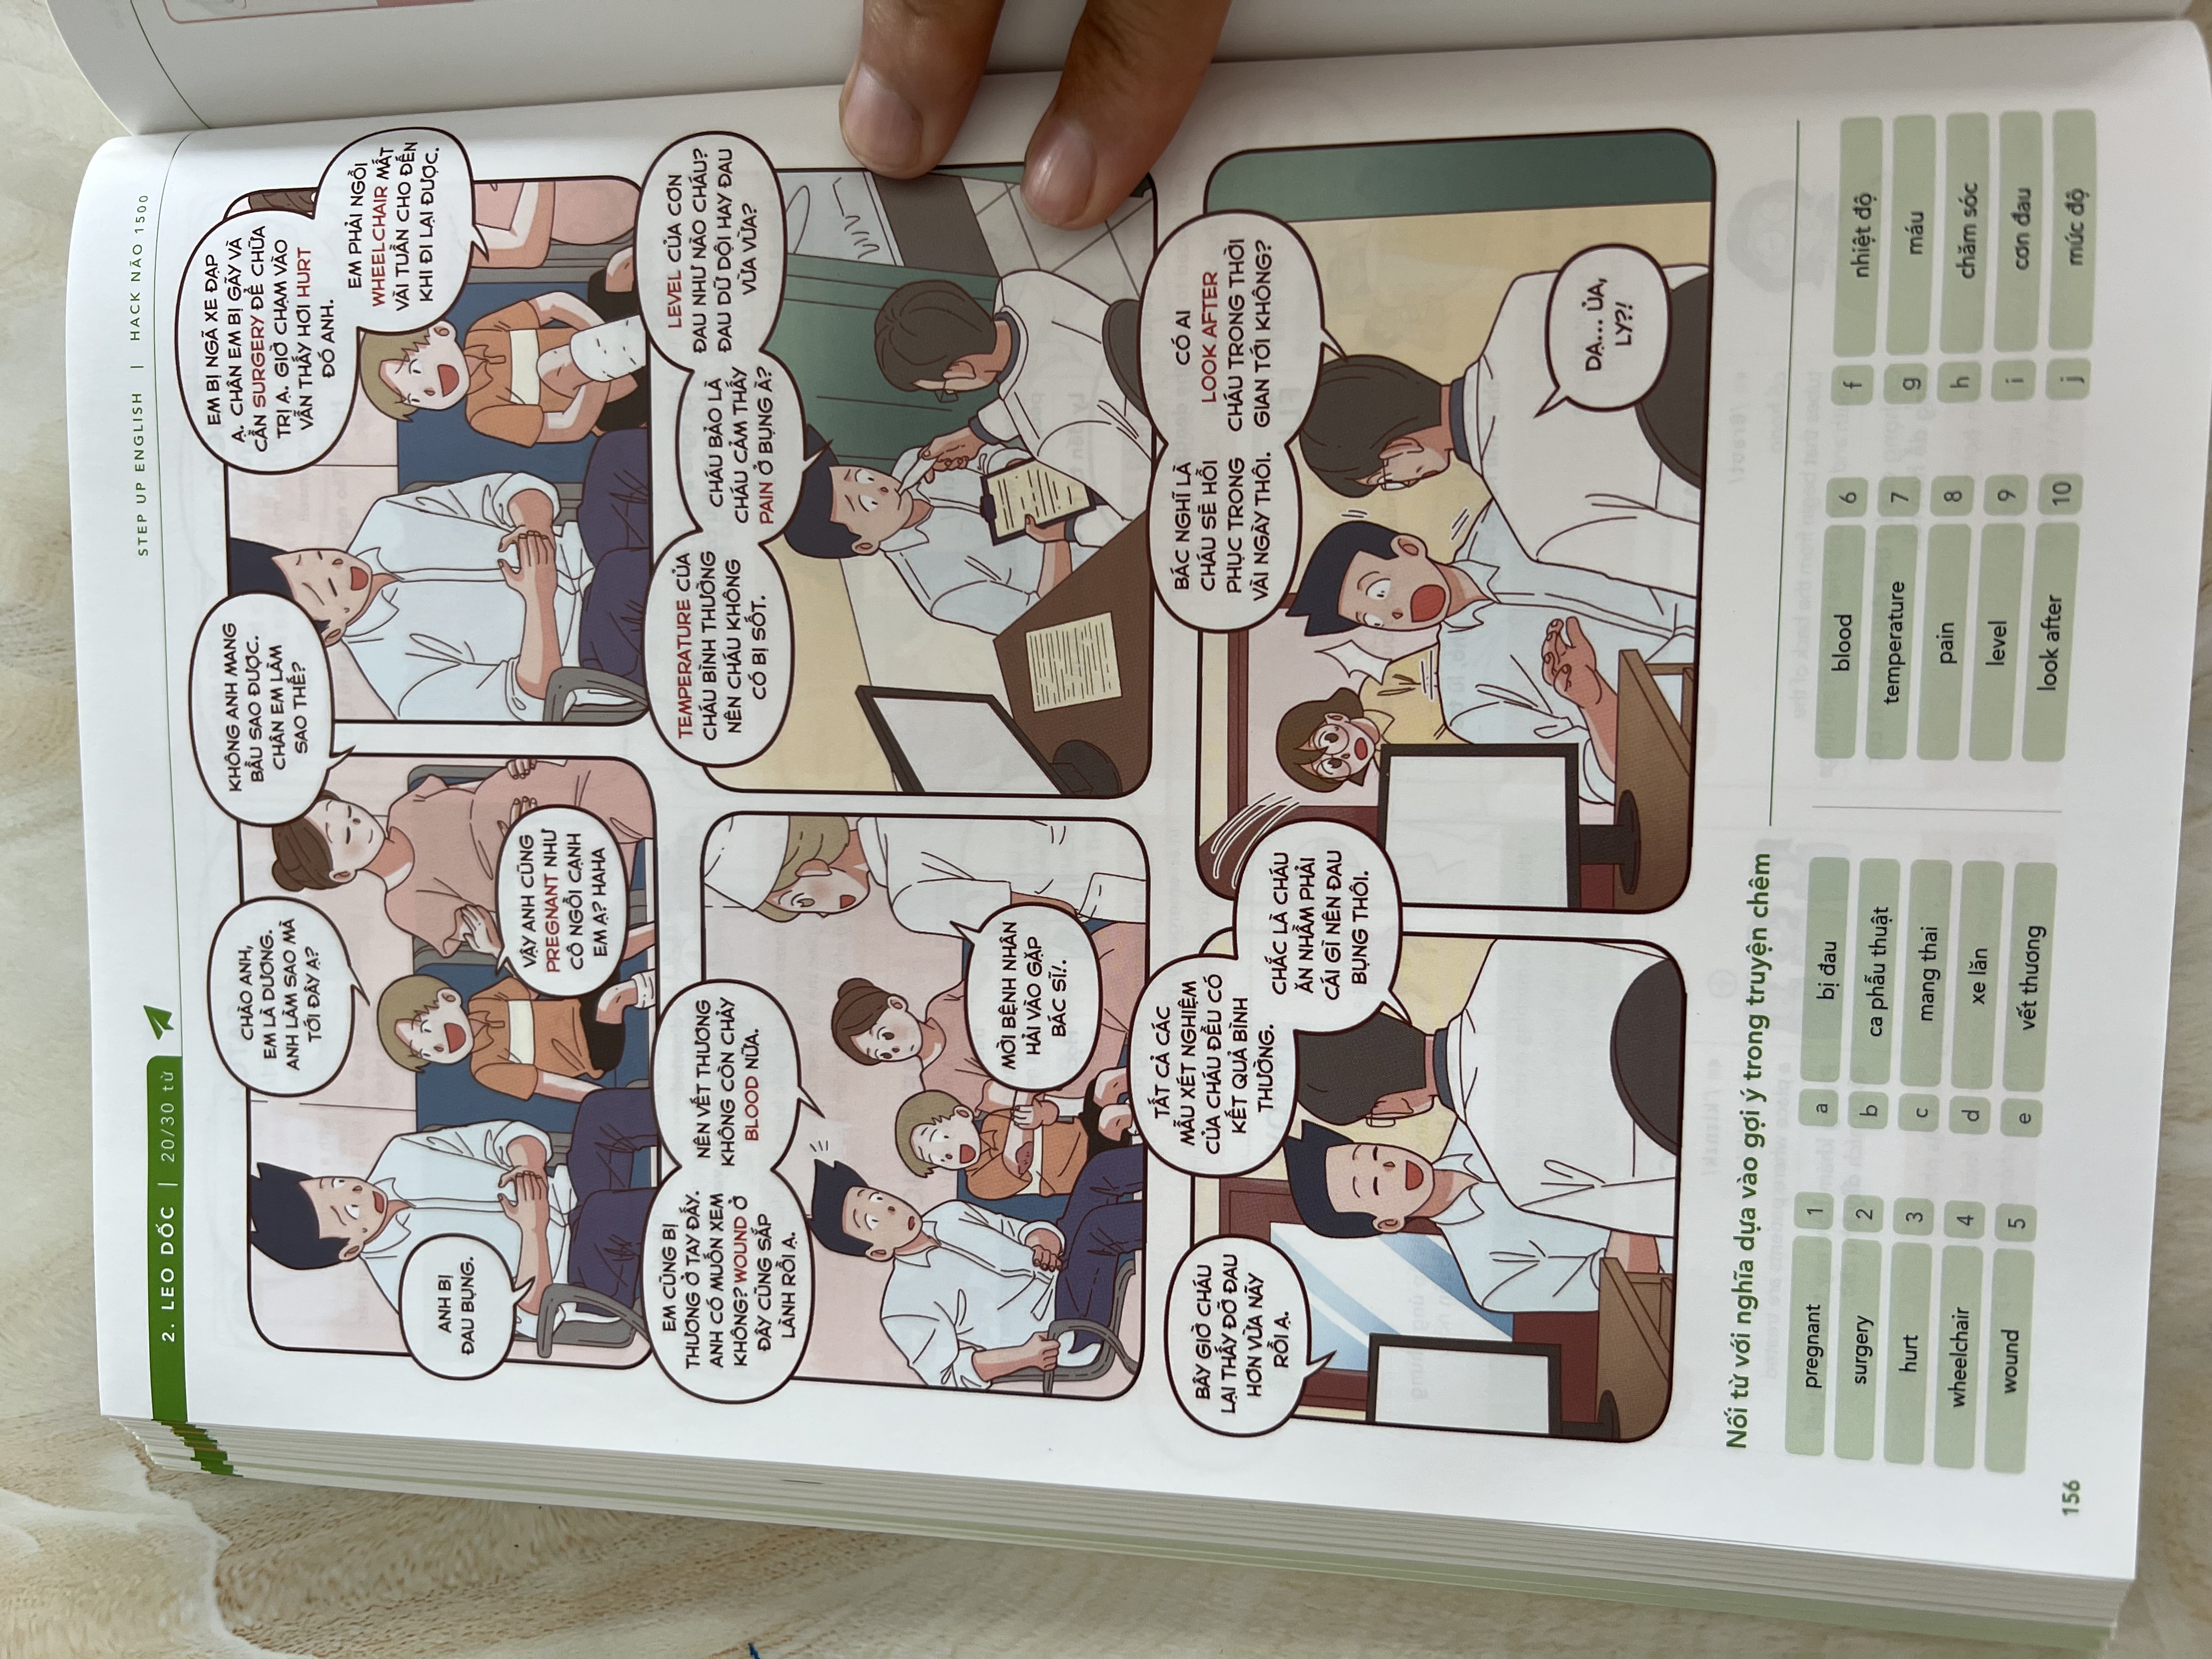 2. LEO DỐC | 20/30 từ
STEP UP ENGLISH | HACK NÃO 1500
CHÀO ANH,
EM LÀ DƯƠNG.
ANH LÀM SAO MÀ
TỚI ĐÂY Ạ?
ANH BỊ
ĐAU BỤNG.
VẬY ANH CŨNG
PREGNANT NHƯ
CÔ NGỒI CẠNH
EM Ạ? HAHA
KHÔNG ANH MANG
BẦU SAO ĐƯỢC.
CHÂN EM LÀM
SAO THẾ?
EM BỊ NGÃ XE ĐẠP
Ạ. CHÂN EM BỊ GÃY VÀ
CẦN SURGERY ĐỂ CHỮA
TRỊ Ạ. GIỜ CHẠM VÀO
VẪN THẤY HƠI HURT
ĐÓ ANH.
EM PHẢI NGỒI
WHEELCHAIR MẤT
VÀI TUẦN CHO ĐẾN
KHI ĐI LẠI ĐƯỢC.
EM CŨNG BỊ
THƯƠNG Ở TAY ĐẤY.
ANH CÓ MUỐN XEM
KHÔNG? WOUND Ở
ĐÂY CŨNG SẮP
LÀNH RỒI Ạ.
NÊN VẾT THƯƠNG
KHÔNG CÒN CHẢY
BLOOD NỮA.
MỜI BỆNH NHÂN
HẢI VÀO GẶP
BÁC SĨ!.
TEMPERATURE CỦA
CHÁU BÌNH THƯỜNG
NÊN CHÁU KHÔNG
CÓ BỊ SỐT.
CHÁU BẢO LÀ
CHÁU CẢM THẤY
PAIN Ở BỤNG À?
LEVEL CỦA CƠN
ĐAU NHƯ NÀO CHÁU?
ĐAU DỮ DỘI HAY ĐAU
VỪA VỪA?
BÂY GIỜ CHÁU
LẠI THẤY ĐỠ ĐAU
HƠN VỪA NÃY
RỒI Ạ.
TẤT CẢ CÁC
MẪU XÉT NGHIỆM
CỦA CHÁU ĐỀU CÓ
KẾT QUẢ BÌNH
THƯỜNG.
CHẮC LÀ CHÁU
ĂN NHẦM PHẢI
CÁI GÌ NÊN ĐAU
BỤNG THÔI.
BÁC NGHĨ LÀ
CHÁU SẼ HỒI
PHỤC TRONG
VÀI NGÀY THÔI.
CÓ AI
LOOK AFTER
CHÁU TRONG THỜI
GIAN TỚI KHÔNG?
DẠ... ỦA,
LY?!
Nối từ với nghĩa dựa vào gợi ý trong truyện chêm
pregnant 1 a bị đau
surgery 2 b ca phẫu thuật
hurt 3 c mang thai
wheelchair 4 d xe lăn
wound 5 e vết thương
blood 6 f nhiệt độ
temperature 7 g máu
pain 8 h chăm sóc
level 9 i cơn đau
look after 10 j mức độ
156